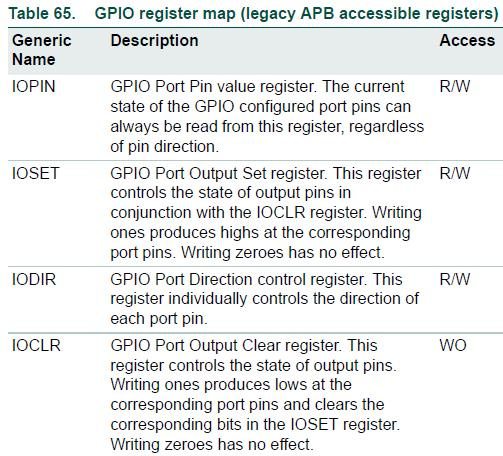 Table 65. GPIO register map (legacy APB accessible registers)
Generic Name Description Access
IOPIN GPIO Port Pin value register. The current R/W
state of the GPIO configured port pins can
always be read from this register, regardless
of pin direction.
IOSET GPIO Port Output Set register. This register R/W
controls the state of output pins in
conjunction with the IOCLR register. Writing
ones produces highs at the corresponding
port pins. Writing zeroes has no effect.
IODIR GPIO Port Direction control register. This R/W
register individually controls the direction of
each port pin.
IOCLR GPIO Port Output Clear register. This WO
register controls the state of output pins.
Writing ones produces lows at the
corresponding port pins and clears the
corresponding bits in the IOSET register.
Writing zeroes has no effect.